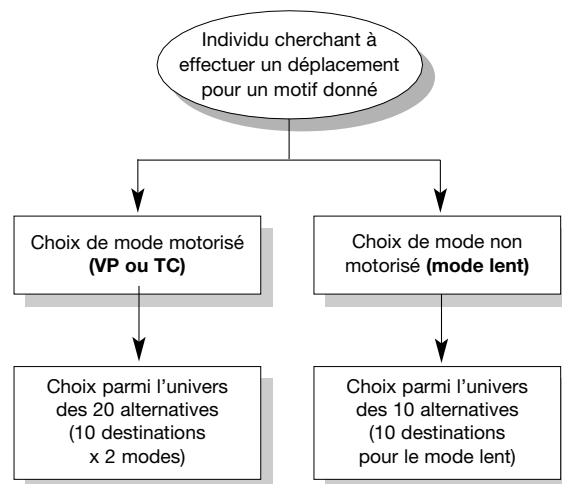 Individu cherchant à
effectuer un déplacement
pour un motif donné
Choix de mode motorisé
(VP ou TC)
Choix de mode non
motorisé (mode lent)
Choix parmi l'univers
des 20 alternatives
(10 destinations
x 2 modes)
Choix parmi l'univers
des 10 alternatives
(10 destinations
pour le mode lent)